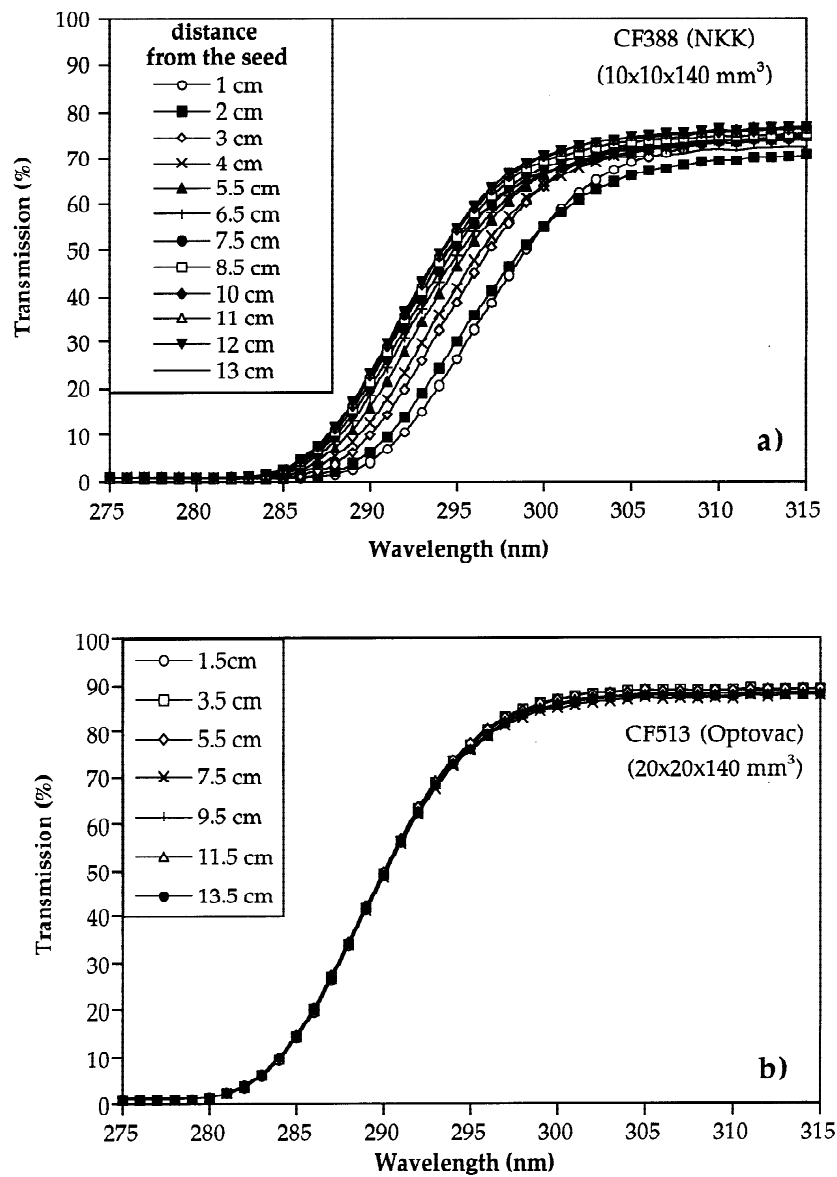 100
90
80
70
60
50
40
30
20
10
0
Transmission (%)
distance
from the seed
1 cm
2 cm
3 cm
4 cm
5.5 cm
6.5 cm
7.5 cm
8.5 cm
10 cm
11 cm
12 cm
13 cm
CF388 (NKK)
(10x10x140 mm³)
a)
275 280 285 290 295 300 305 310 315
Wavelength (nm)
100
90
80
70
60
50
40
30
20
10
0
Transmission (%)
1.5cm
3.5 cm
5.5 cm
7.5 cm
9.5 cm
11.5 cm
13.5 cm
CF513 (Optovac)
(20x20x140 mm³)
b)
275 280 285 290 295 300 305 310 315
Wavelength (nm)